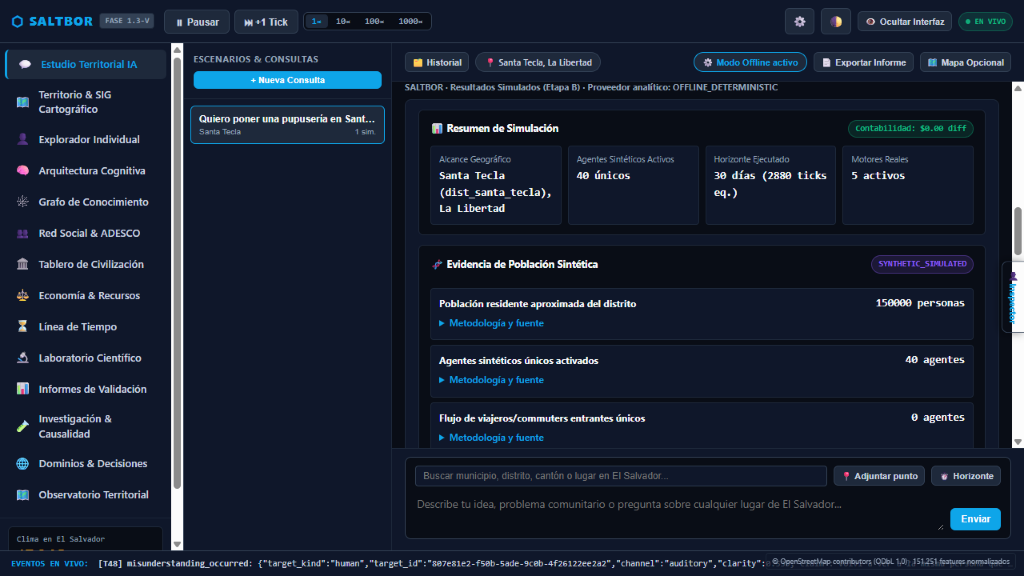 SALTBOR FASE 1.3-V Pausar +1 Tick 1× 10× 100× 1000× Ocultar Interfaz EN VIVO
Estudio Territorial IA
Territorio & SIG
Cartográfico
Explorador Individual
Arquitectura Cognitiva
Grafo de Conocimiento
Red Social & ADESCO
Tablero de Civilización
Economía & Recursos
Línea de Tiempo
Laboratorio Científico
Informes de Validación
Investigación &
Causalidad
Dominios & Decisiones
Observatorio Territorial
Clima en El Salvador
ESCENARIOS & CONSULTAS
+ Nueva Consulta
Quiero poner una pupusería en Sant...
Santa Tecla 1 sim.
Historial Santa Tecla, La Libertad Modo Offline activo Exportar Informe Mapa Opcional
SALTBOR · Resultados Simulados (Etapa B) · Proveedor analítico: OFFLINE_DETERMINISTIC
Resumen de Simulación Contabilidad: $0.00 diff
Alcance Geográfico
Santa Tecla
(dist_santa_tecla),
La Libertad
Agentes Sintéticos Activos
40 únicos
Horizonte Ejecutado
30 días (2880 ticks
eq.)
Motores Reales
5 activos
Evidencia de Población Sintética SYNTHETIC_SIMULATED
Población residente aproximada del distrito 150000 personas
Metodología y fuente
Agentes sintéticos únicos activados 40 agentes
Metodología y fuente
Flujo de viajeros/commuters entrantes únicos 0 agentes
Metodología y fuente
Inspector
Buscar municipio, distrito, cantón o lugar en El Salvador... Adjuntar punto Horizonte
Describe tu idea, problema comunitario o pregunta sobre cualquier lugar de El Salvador...
Enviar
EVENTOS EN VIVO: [T48] misunderstanding_occurred: {"target_kind":"human","target_id":"807e81e2-f50b-5ade-9c0b-4f26122ee2a2","channel":"auditory","clarity":
© OpenStreetMap contributors (ODbL 1.0) · 151.251 features normalizados